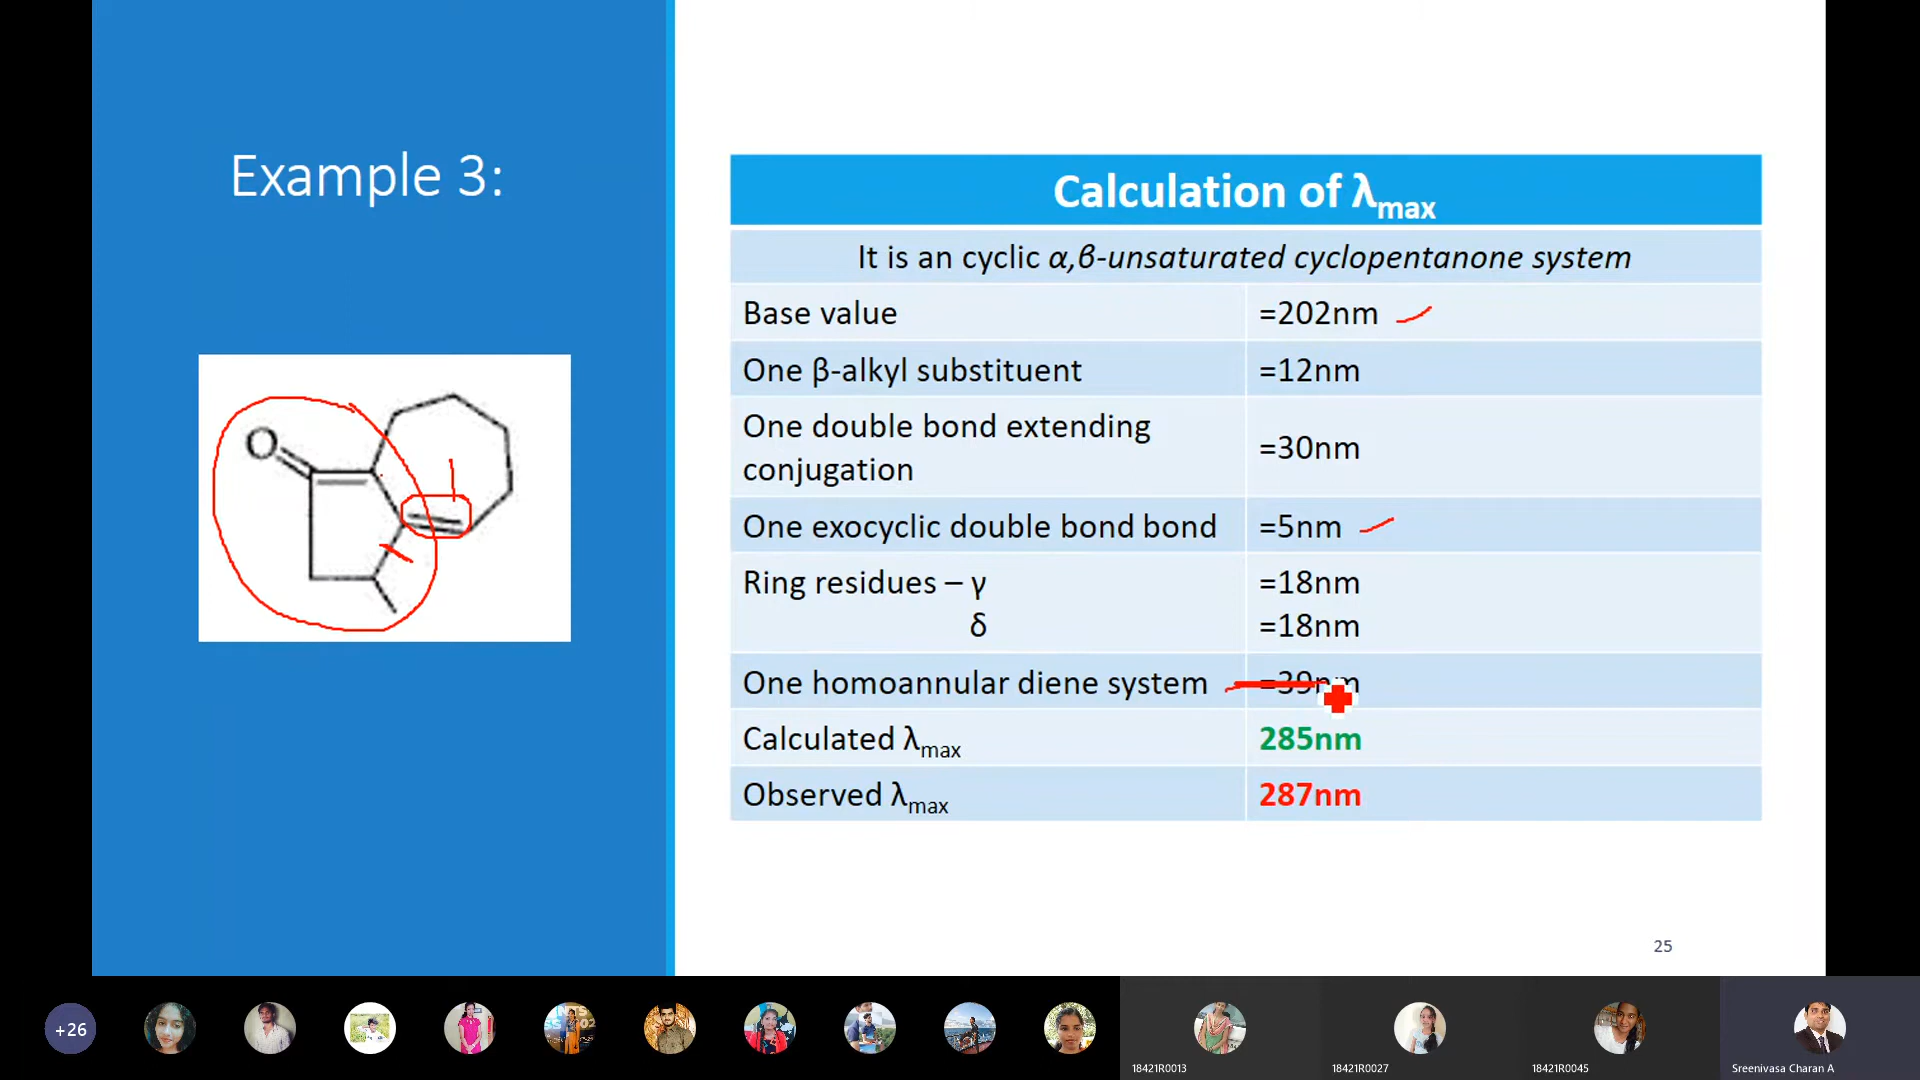 Example 3:
O
Calculation of λmax
It is an cyclic α,β-unsaturated cyclopentanone system
Base value =202nm
One β-alkyl substituent =12nm
One double bond extending
conjugation =30nm
One exocyclic double bond bond =5nm
Ring residues – γ =18nm
δ =18nm
One homoannular diene system =39nm
Calculated λmax 285nm
Observed λmax 287nm
25
+26
18421R0013
18421R0027
18421R0045
Sreenivasa Charan A